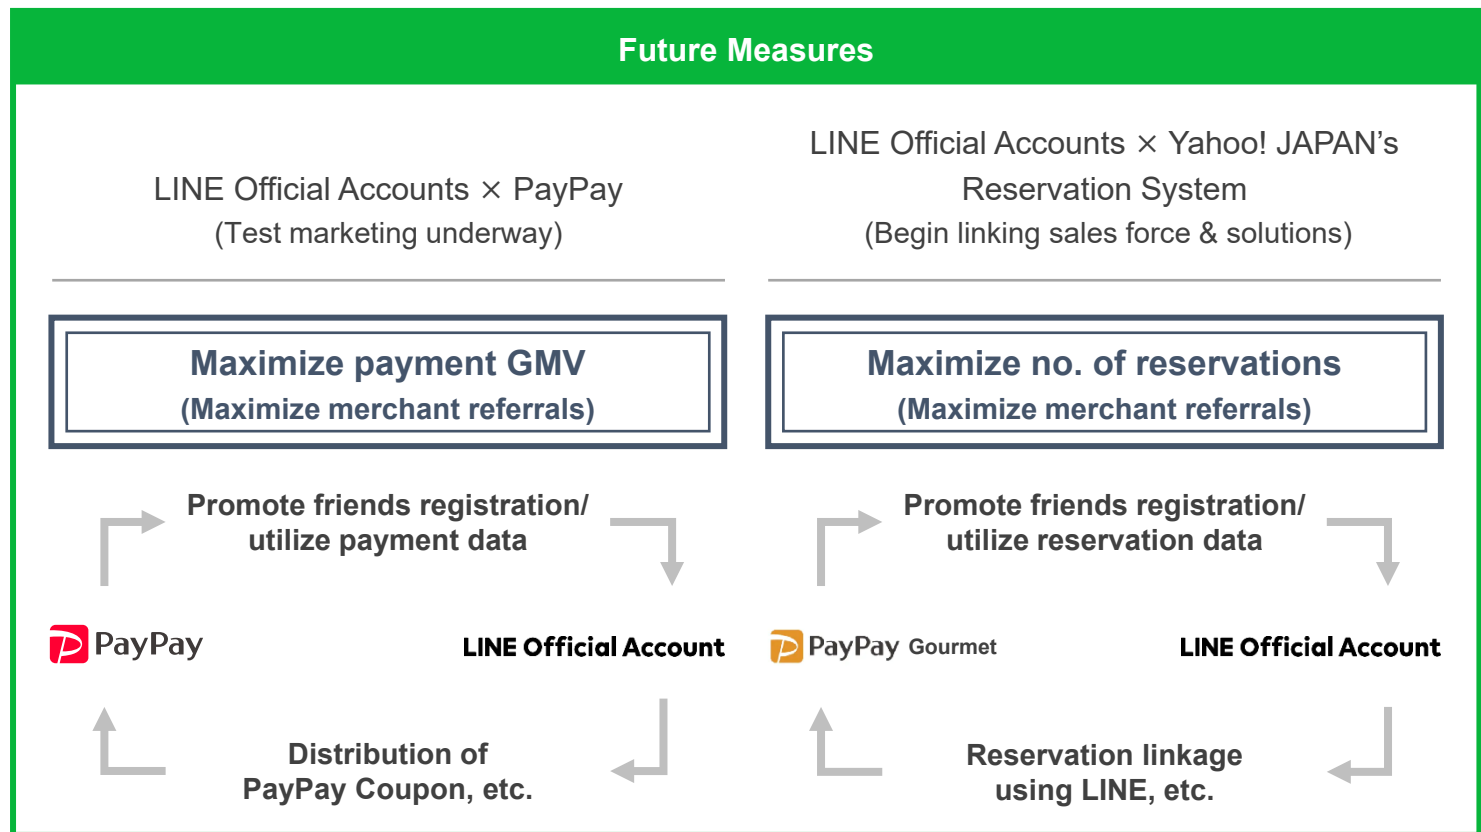 Future Measures
LINE Official Accounts × PayPay
(Test marketing underway)
Maximize payment GMV
(Maximize merchant referrals)
Promote friends registration/
utilize payment data
PayPay
LINE Official Account
Distribution of
PayPay Coupon, etc.
LINE Official Accounts × Yahoo! JAPAN’s
Reservation System
(Begin linking sales force & solutions)
Maximize no. of reservations
(Maximize merchant referrals)
Promote friends registration/
utilize reservation data
PayPay Gourmet
LINE Official Account
Reservation linkage
using LINE, etc.